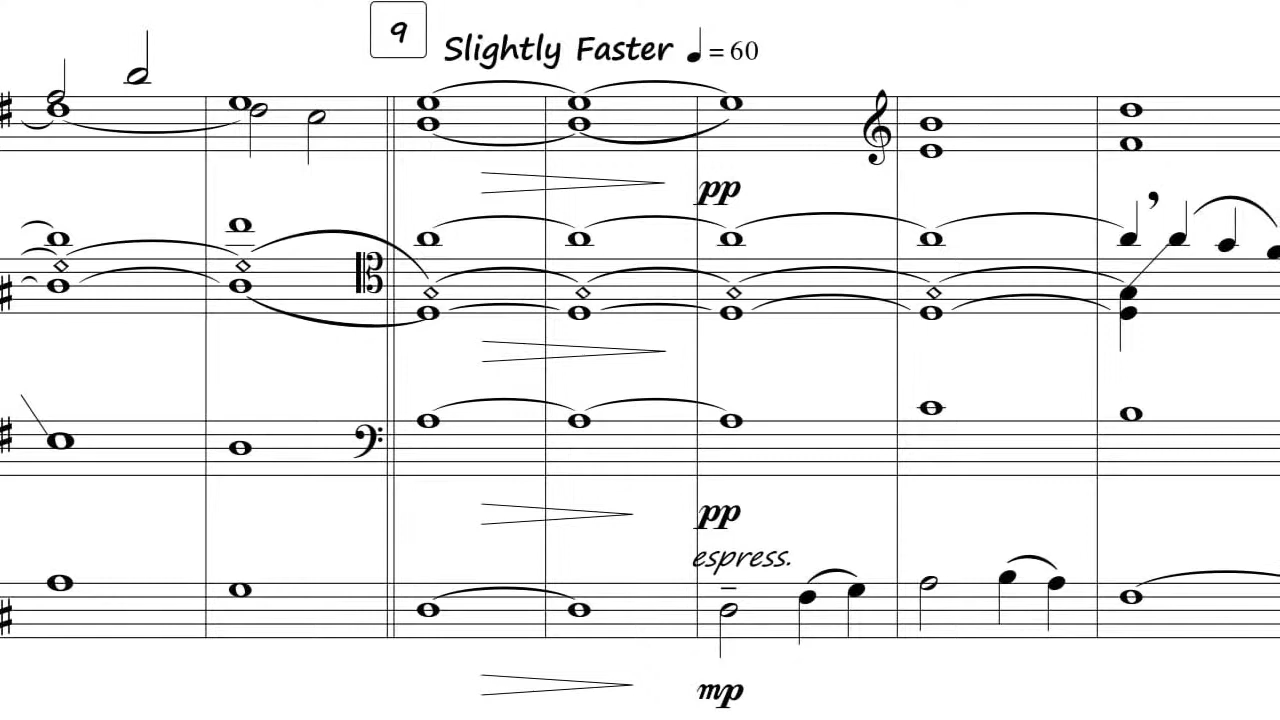 9
Slightly Faster ♩ = 60
pp
pp
espress.
mp